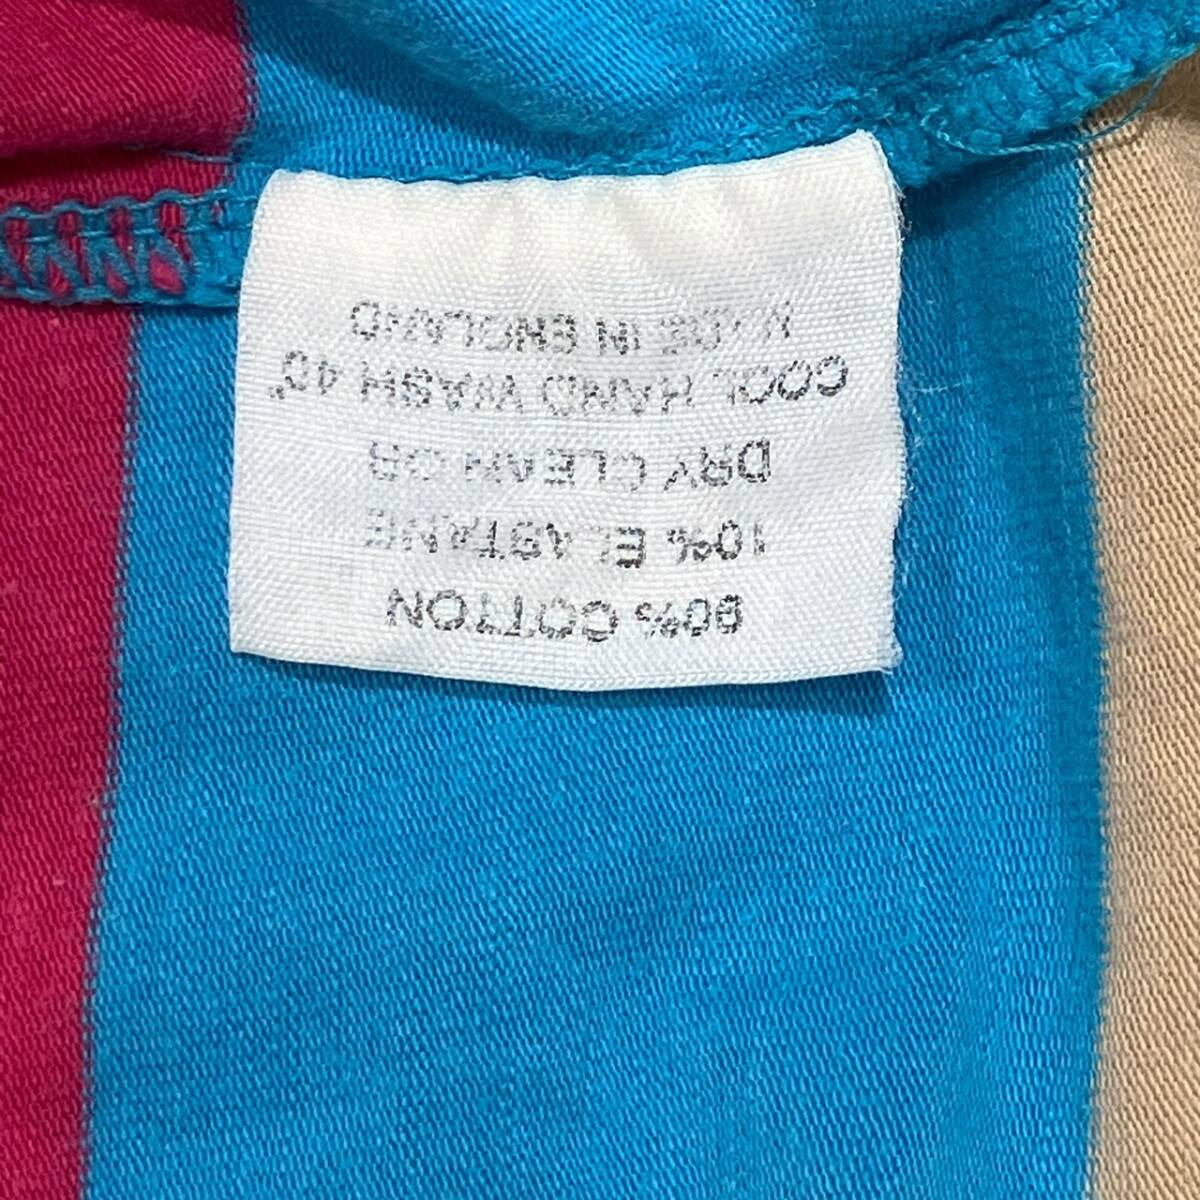 90% COTTON
10% ELASTANE
DRY CLEAN OR
COOL HAND WASH 40°
MADE IN ENGLAND